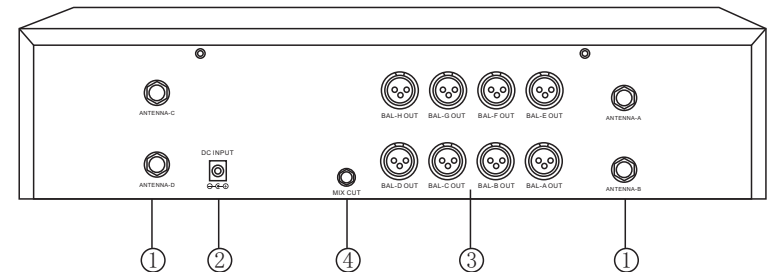 BAL-H OUT BAL-G OUT BAL-F OUT BAL-E OUT
ANTENNA-C
ANTENNA-A
DC INPUT
BAL-D OUT BAL-C OUT BAL-B OUT BAL-A OUT
ANTENNA-D
ANTENNA-B
MIX CUT
① ② ④ ③ ①